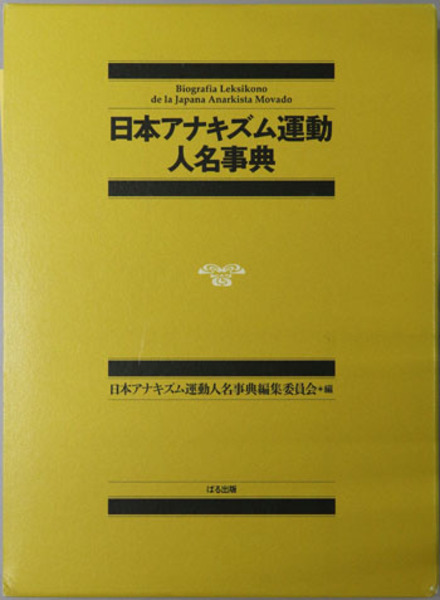 Biografia Leksikono
de la Japana Anarkista Movado
日本アナキズム運動
人名事典
日本アナキズム運動人名事典編集委員会•編
ぱる出版